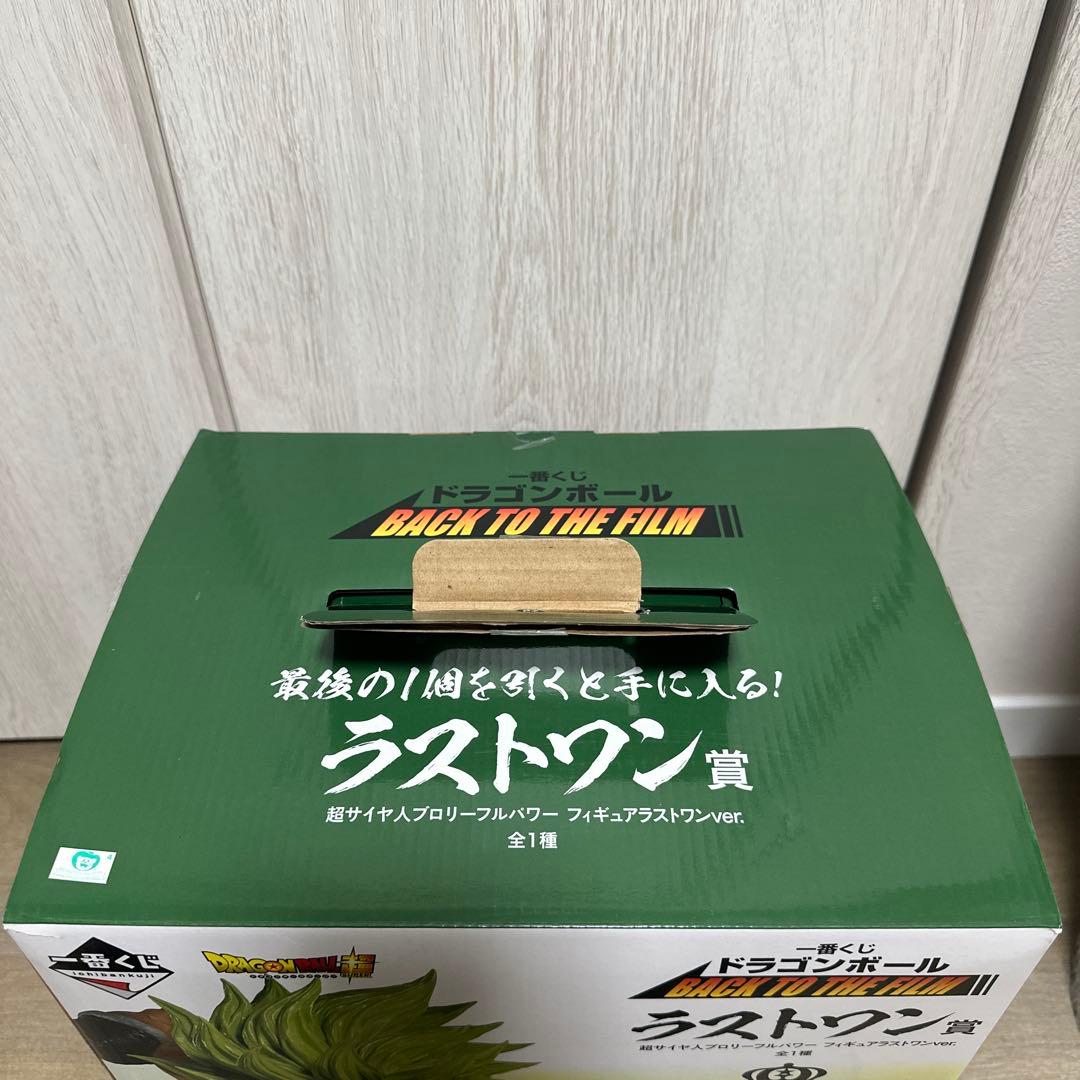 一番くじ
ドラゴンボール
BACK TO THE FILM
最後の1個を引くと手に入る!
ラストワン賞
超サイヤ人ブロリーフルパワー フィギュアラストワンver.
全1種
一番くじ
ichibankuji
DRAGON BALL超
一番くじ
ドラゴンボール
BACK TO THE FILM
ラストワン賞
超サイヤ人ブロリーフルパワー フィギュアラストワンver.
全1種